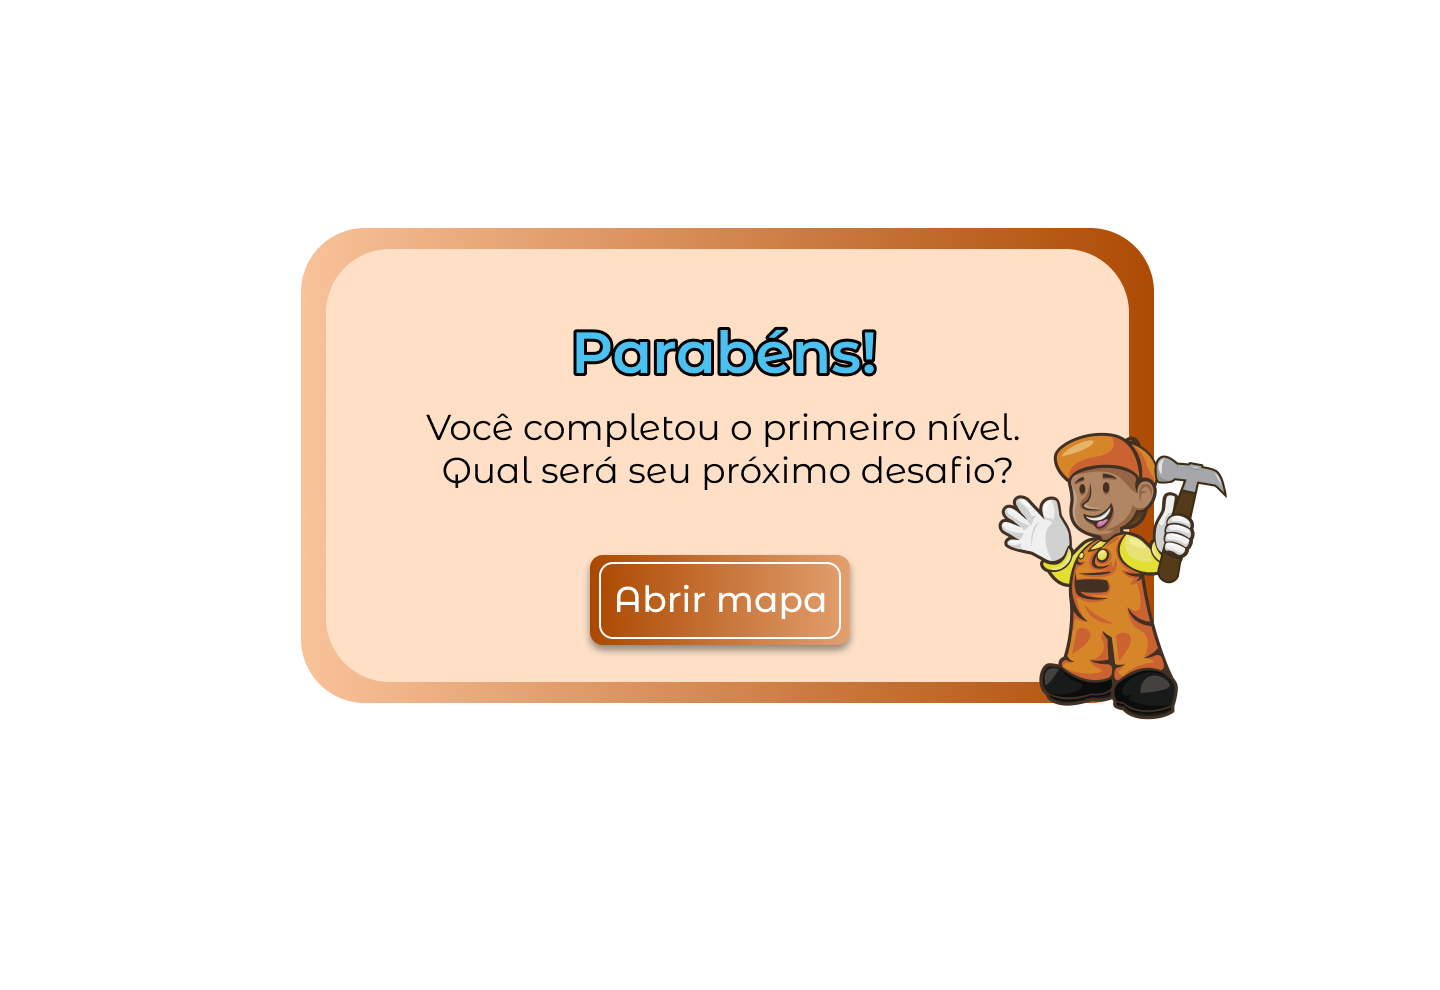 Parabéns!
Você completou o primeiro nível.
Qual será seu próximo desafio?
Abrir mapa